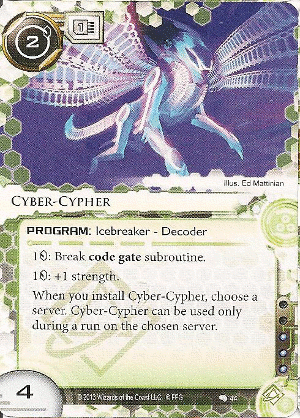 2
1
illus. Ed Mattinian
CYBER-CYPHER
PROGRAM: Icebreaker - Decoder
1: Break code gate subroutine.
1: +1 strength.
When you install Cyber-Cypher, choose a
server. Cyber-Cypher can be used only
during a run on the chosen server.
4
© 2013 Wizards of the Coast LLC. © FFG